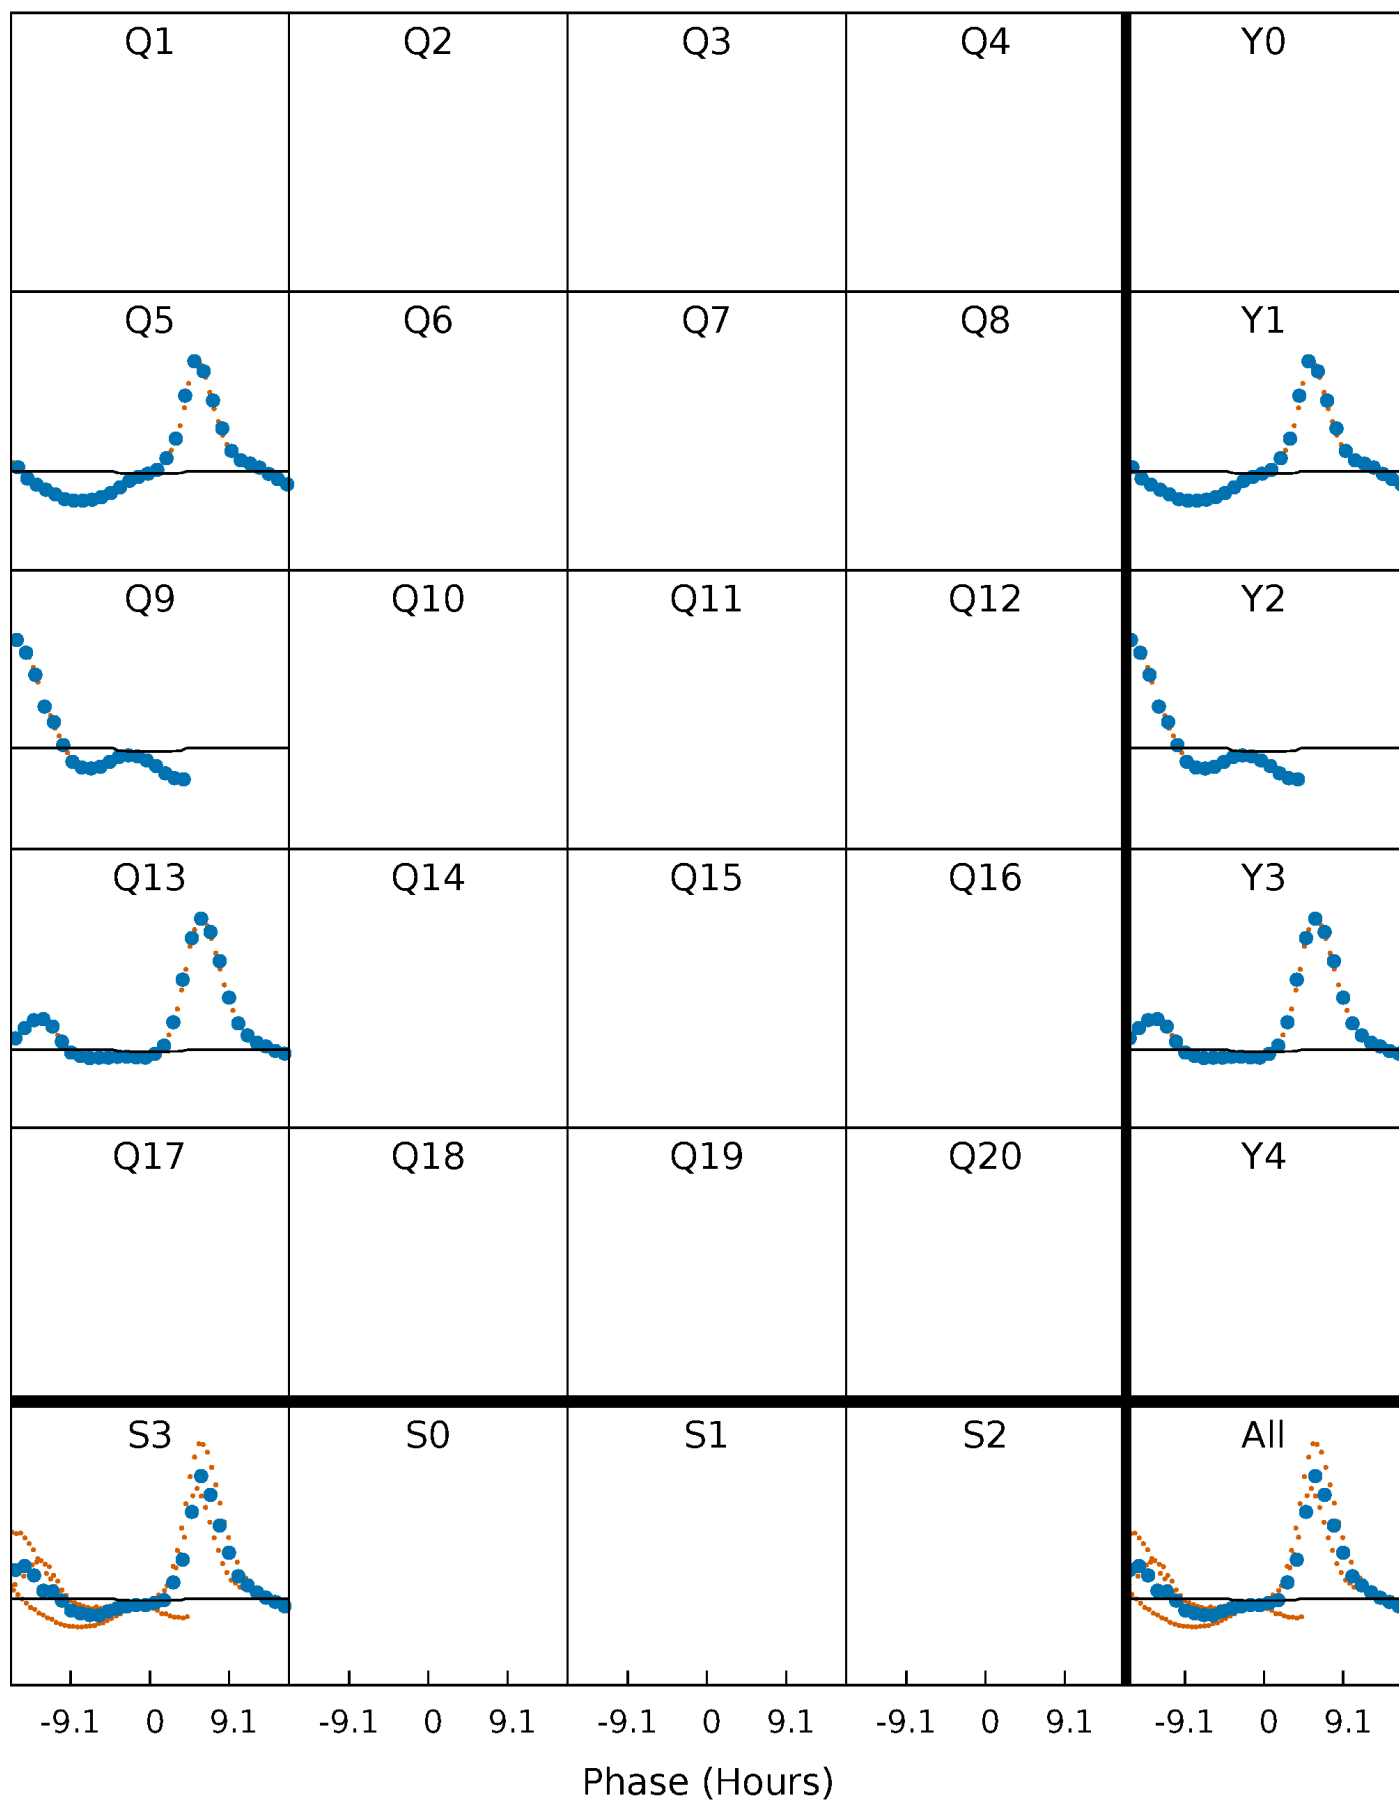 Q1 Q2 Q3 Q4 Y0
Q5 Q6 Q7 Q8 Y1
Q9 Q10 Q11 Q12 Y2
Q13 Q14 Q15 Q16 Y3
Q17 Q18 Q19 Q20 Y4
S3 S0 S1 S2 All
-9.1 0 9.1 -9.1 0 9.1 -9.1 0 9.1 -9.1 0 9.1 -9.1 0 9.1
Phase (Hours)